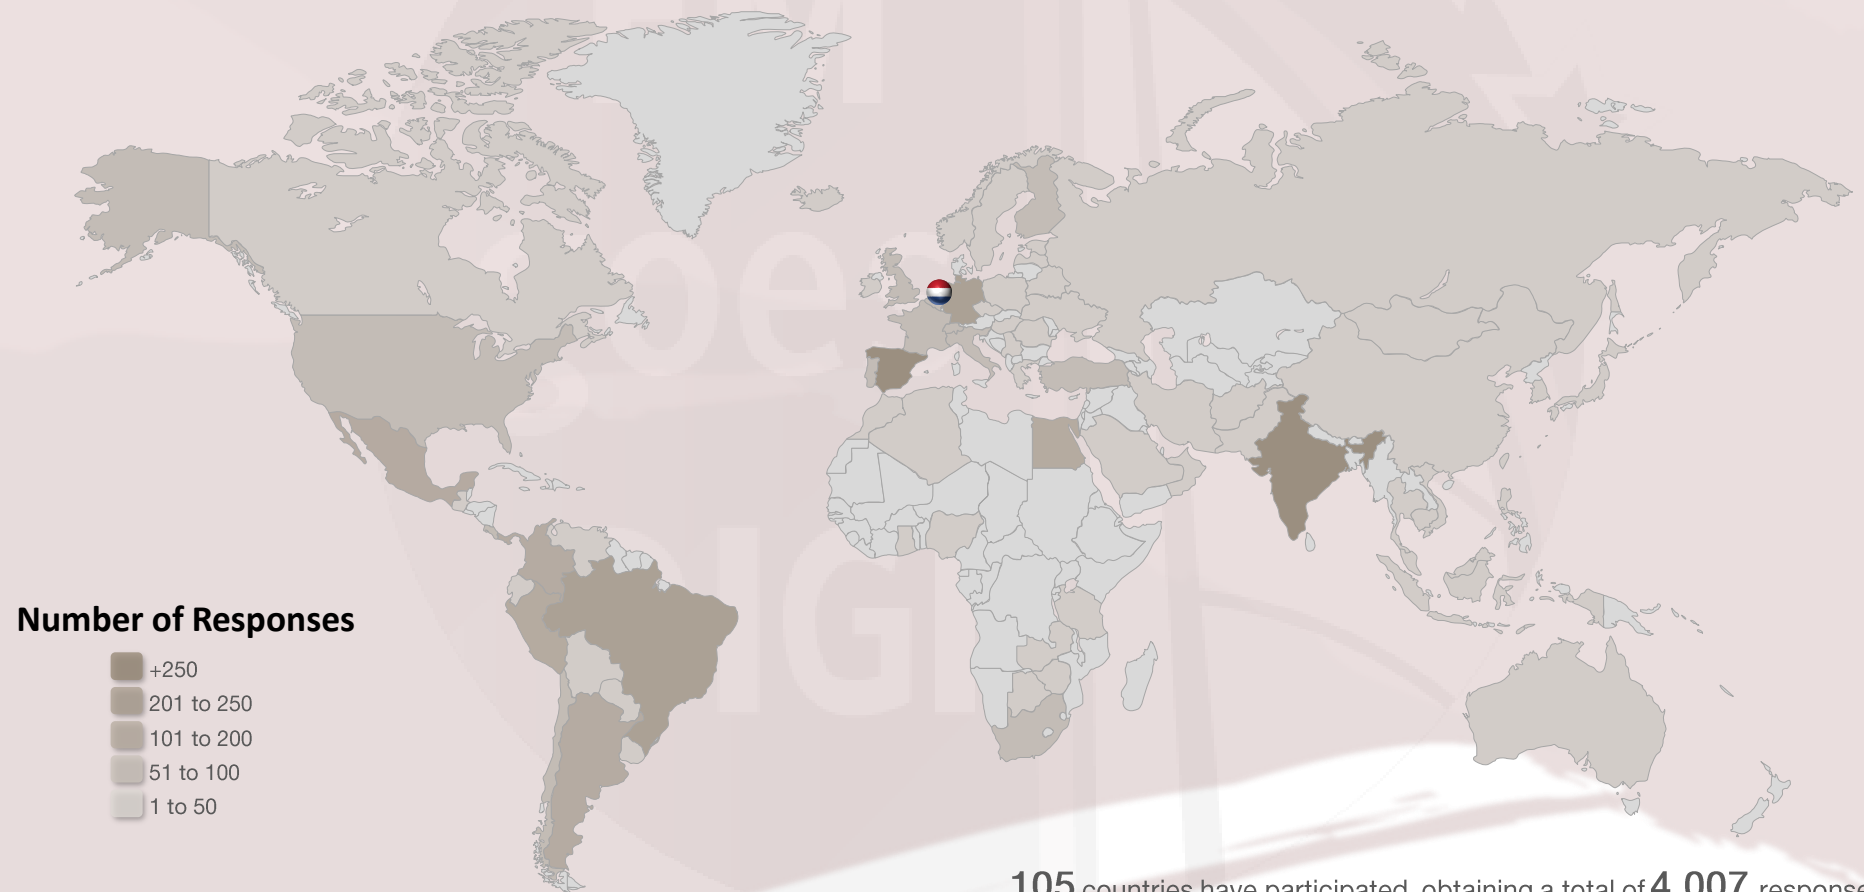 Number of Responses
+250
201 to 250
101 to 200
51 to 100
1 to 50
105 countries have participated, obtaining a total of 4,007